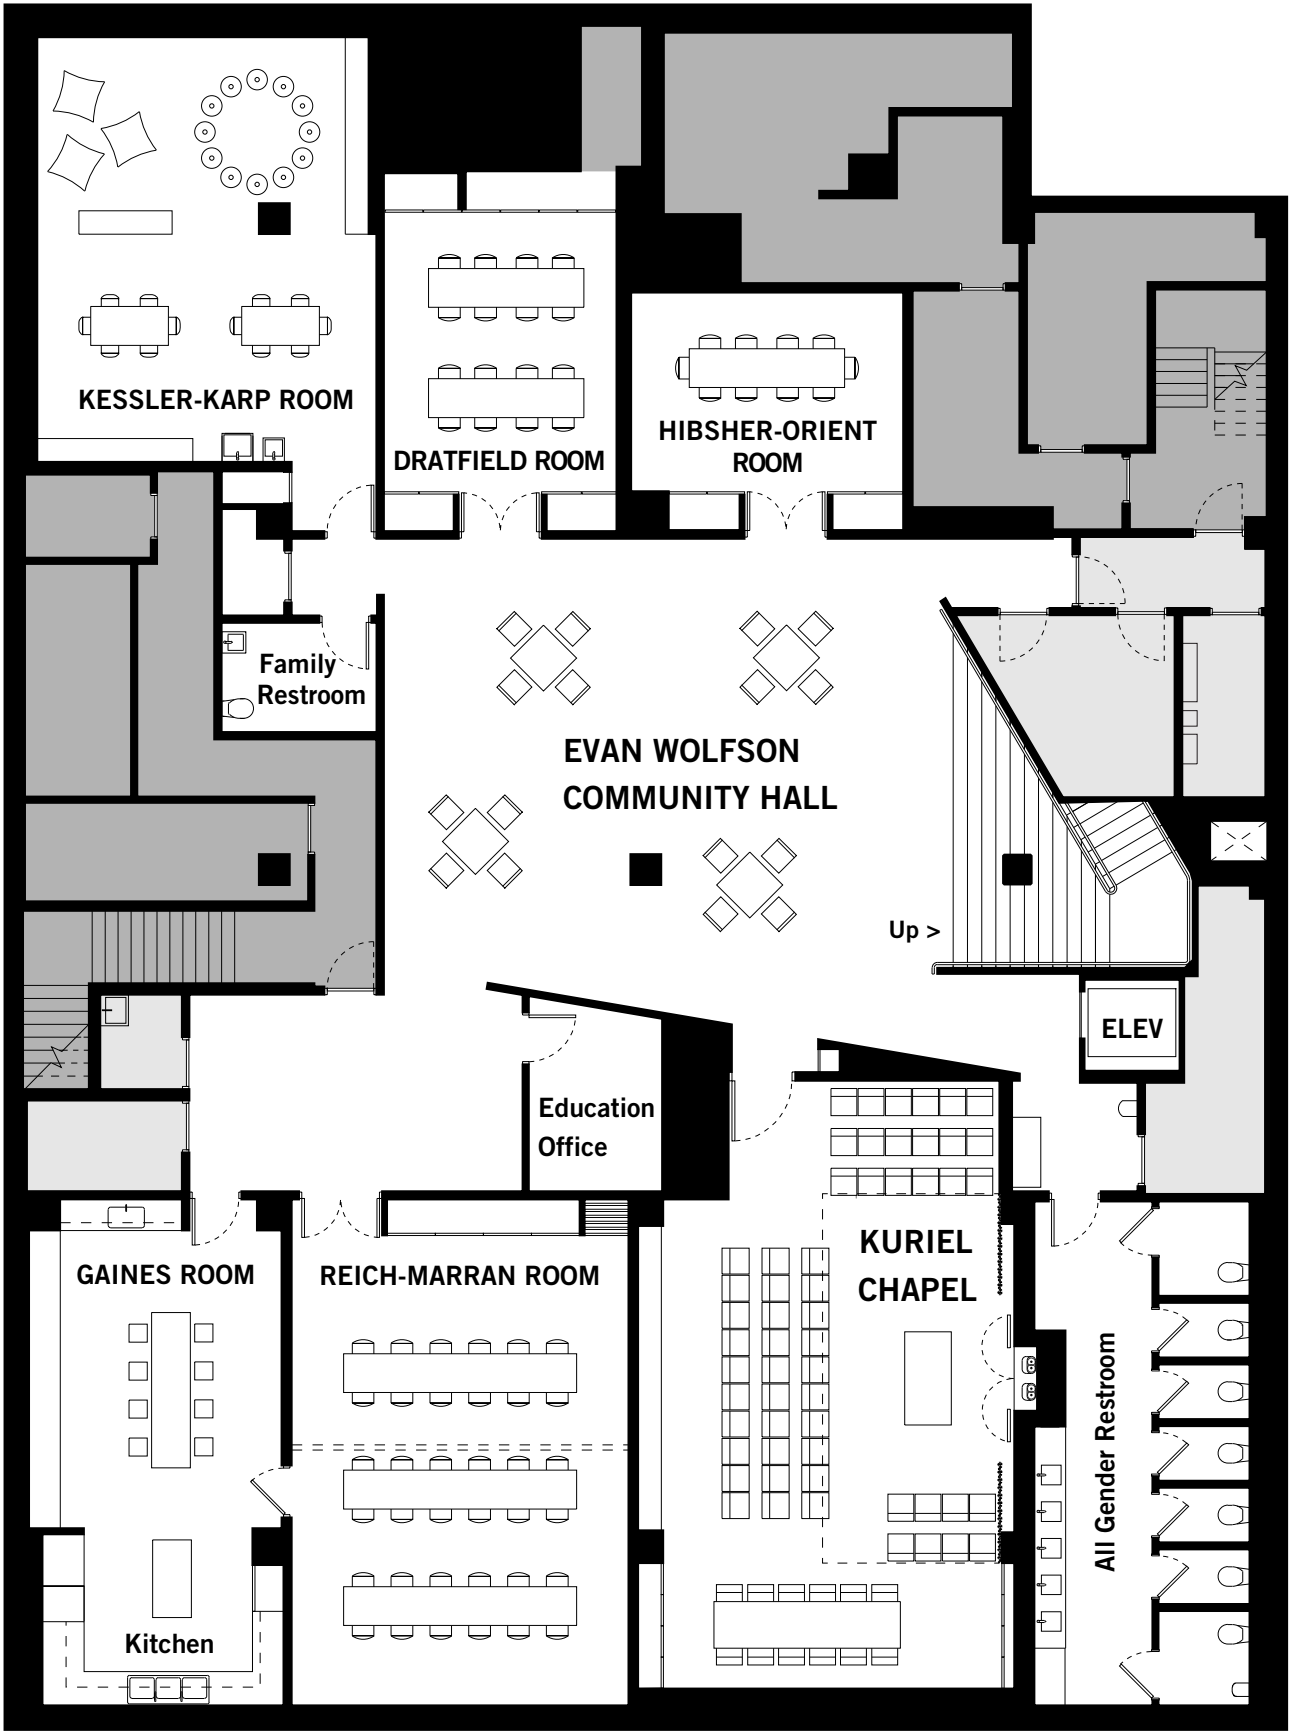 KESSLER-KARP ROOM
DRATFIELD ROOM
HIBSHER-ORIENT
ROOM
Family
Restroom
EVAN WOLFSON
COMMUNITY HALL
Up >
ELEV
Education
Office
GAINES ROOM
REICH-MARRAN ROOM
KURIEL
CHAPEL
All Gender Restroom
Kitchen